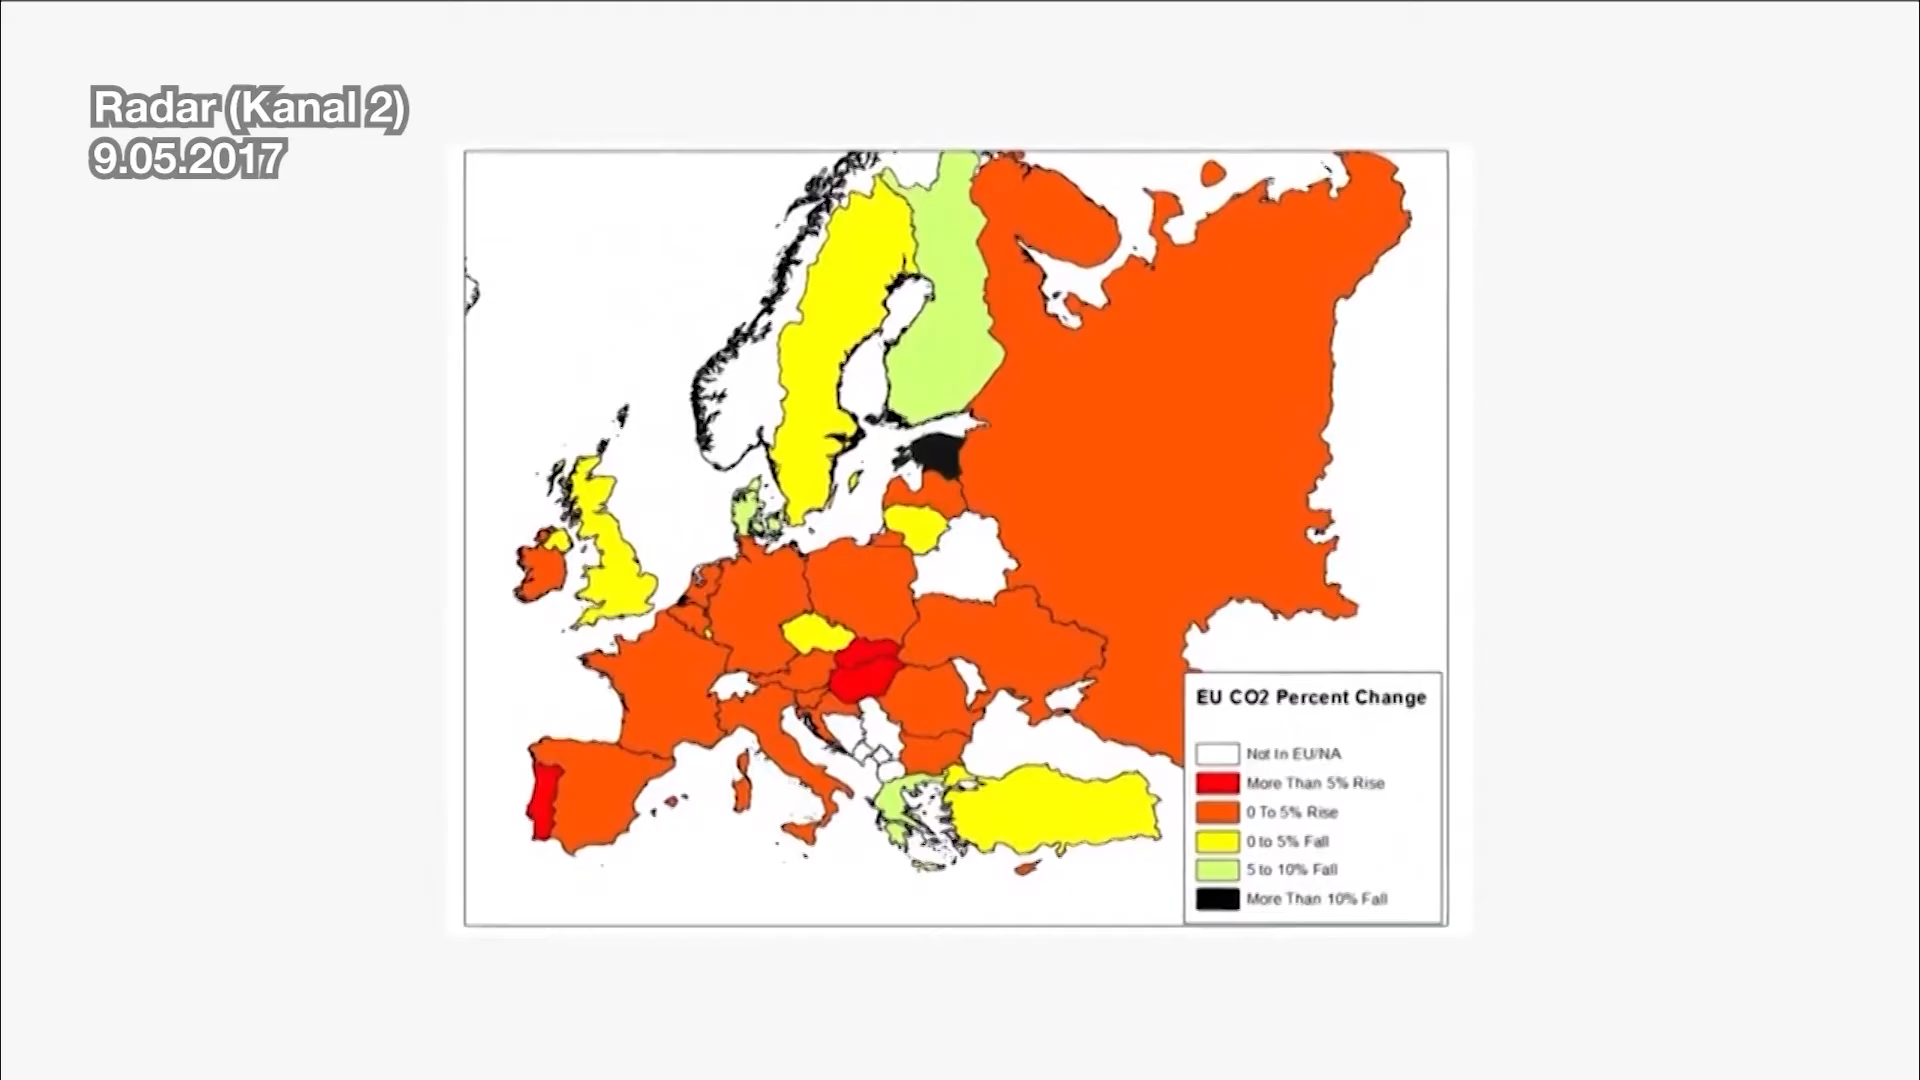 Radar (Kanal 2)
9.05.2017
EU CO2 Percent Change
Not In EU/NA
More Than 5% Rise
0 To 5% Rise
0 to 5% Fall
5 to 10% Fall
More Than 10% Fall